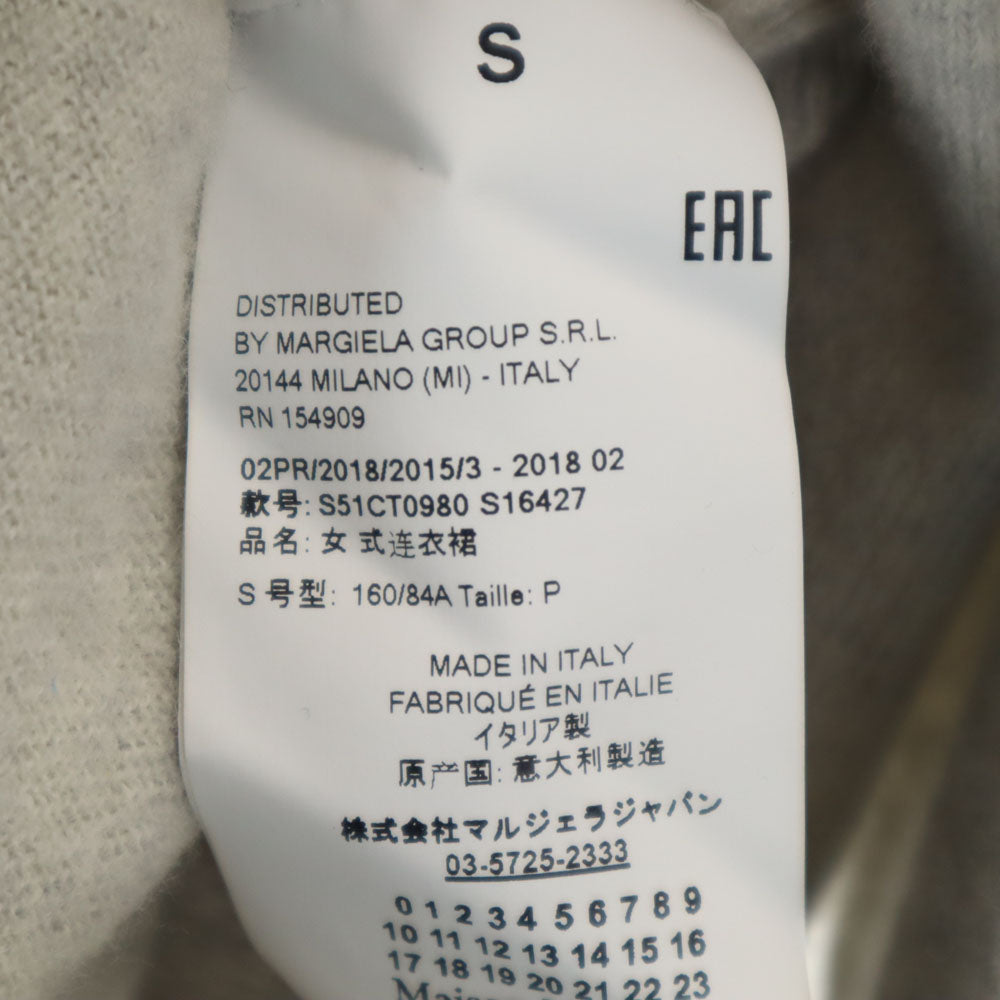 S
EAC
DISTRIBUTED
BY MARGIELA GROUP S.R.L.
20144 MILANO (MI) - ITALY
RN 154909
02PR/2018/2015/3 - 2018 02
款号: S51CT0980 S16427
品名: 女 式连衣裙
S 号型: 160/84A Taille: P
MADE IN ITALY
FABRIQUÉ EN ITALIE
イタリア製
原产国: 意大利製造
株式会社マルジェラジャパン
03-5725-2333
0 1 2 3 4 5 6 7 8 9
10 11 12 13 14 15 16
17 18 19 20 21 22 23